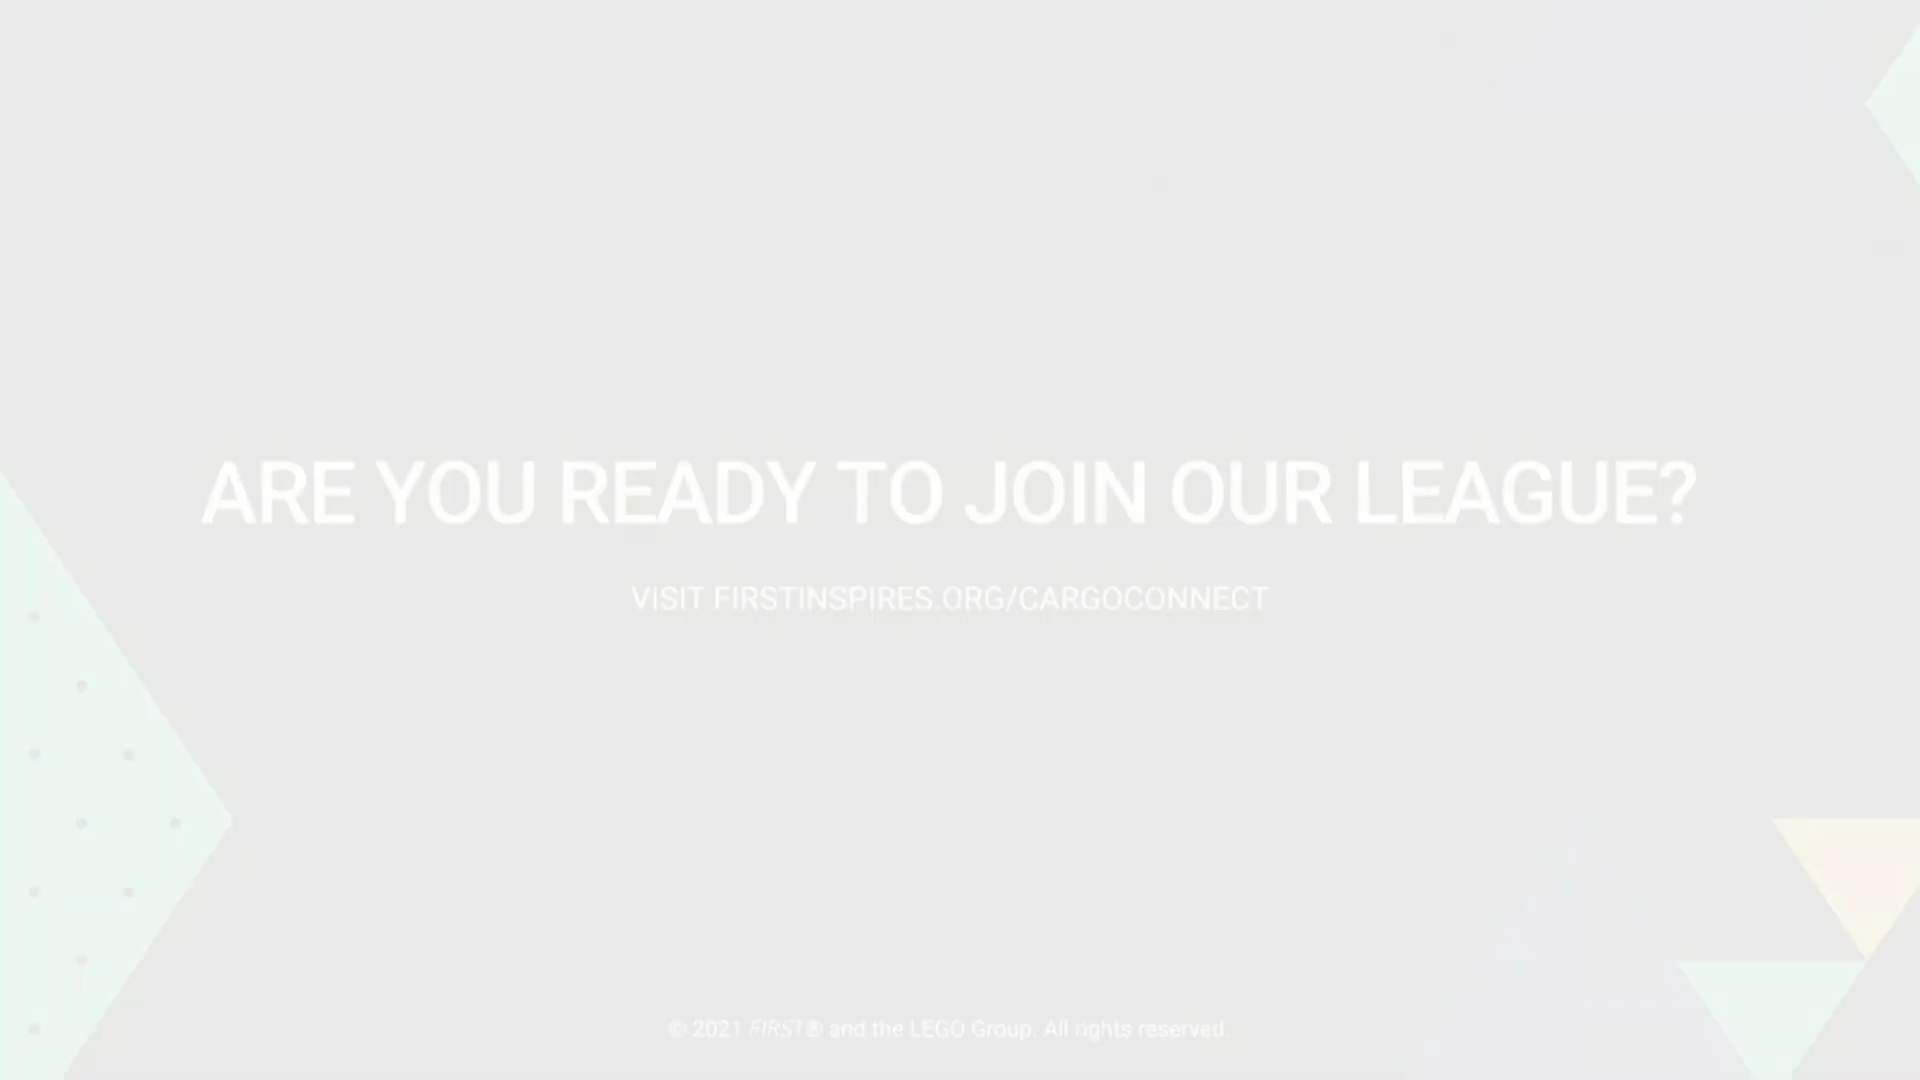 ARE YOU READY TO JOIN OUR LEAGUE?
VISIT FIRSTINSPIRES.ORG/CARGOCONNECT
© 2021 FIRST® and the LEGO Group. All rights reserved.